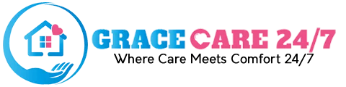 GRACE CARE 24/7
Where Care Meets Comfort 24/7